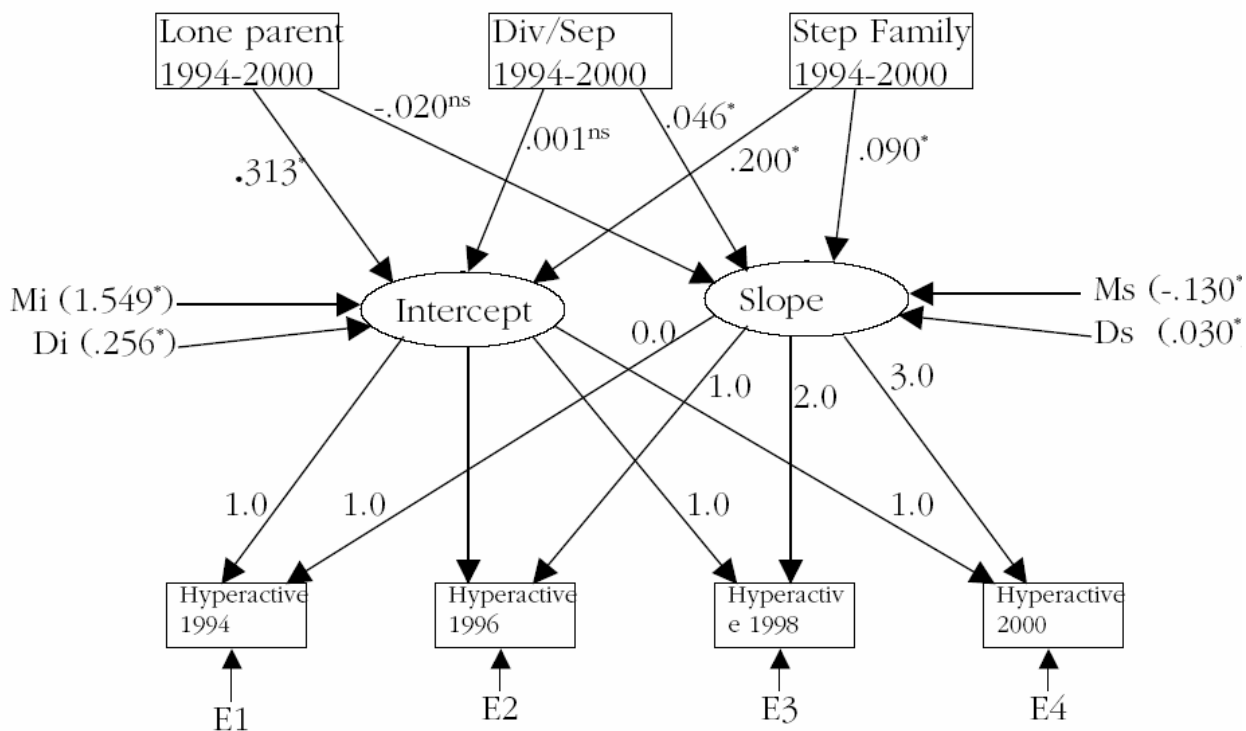 Lone parent
1994-2000
Div/Sep
1994-2000
Step Family
1994-2000
-.020ns
.046*
.001ns
.090*
.313*
.200*
Mi (1.549*)
Di (.256*)
Intercept
Slope
Ms (-.130*
Ds (.030*
0.0
1.0
2.0
3.0
1.0
1.0
1.0
1.0
Hyperactive
1994
Hyperactive
1996
Hyperactiv
e 1998
Hyperactive
2000
E1
E2
E3
E4